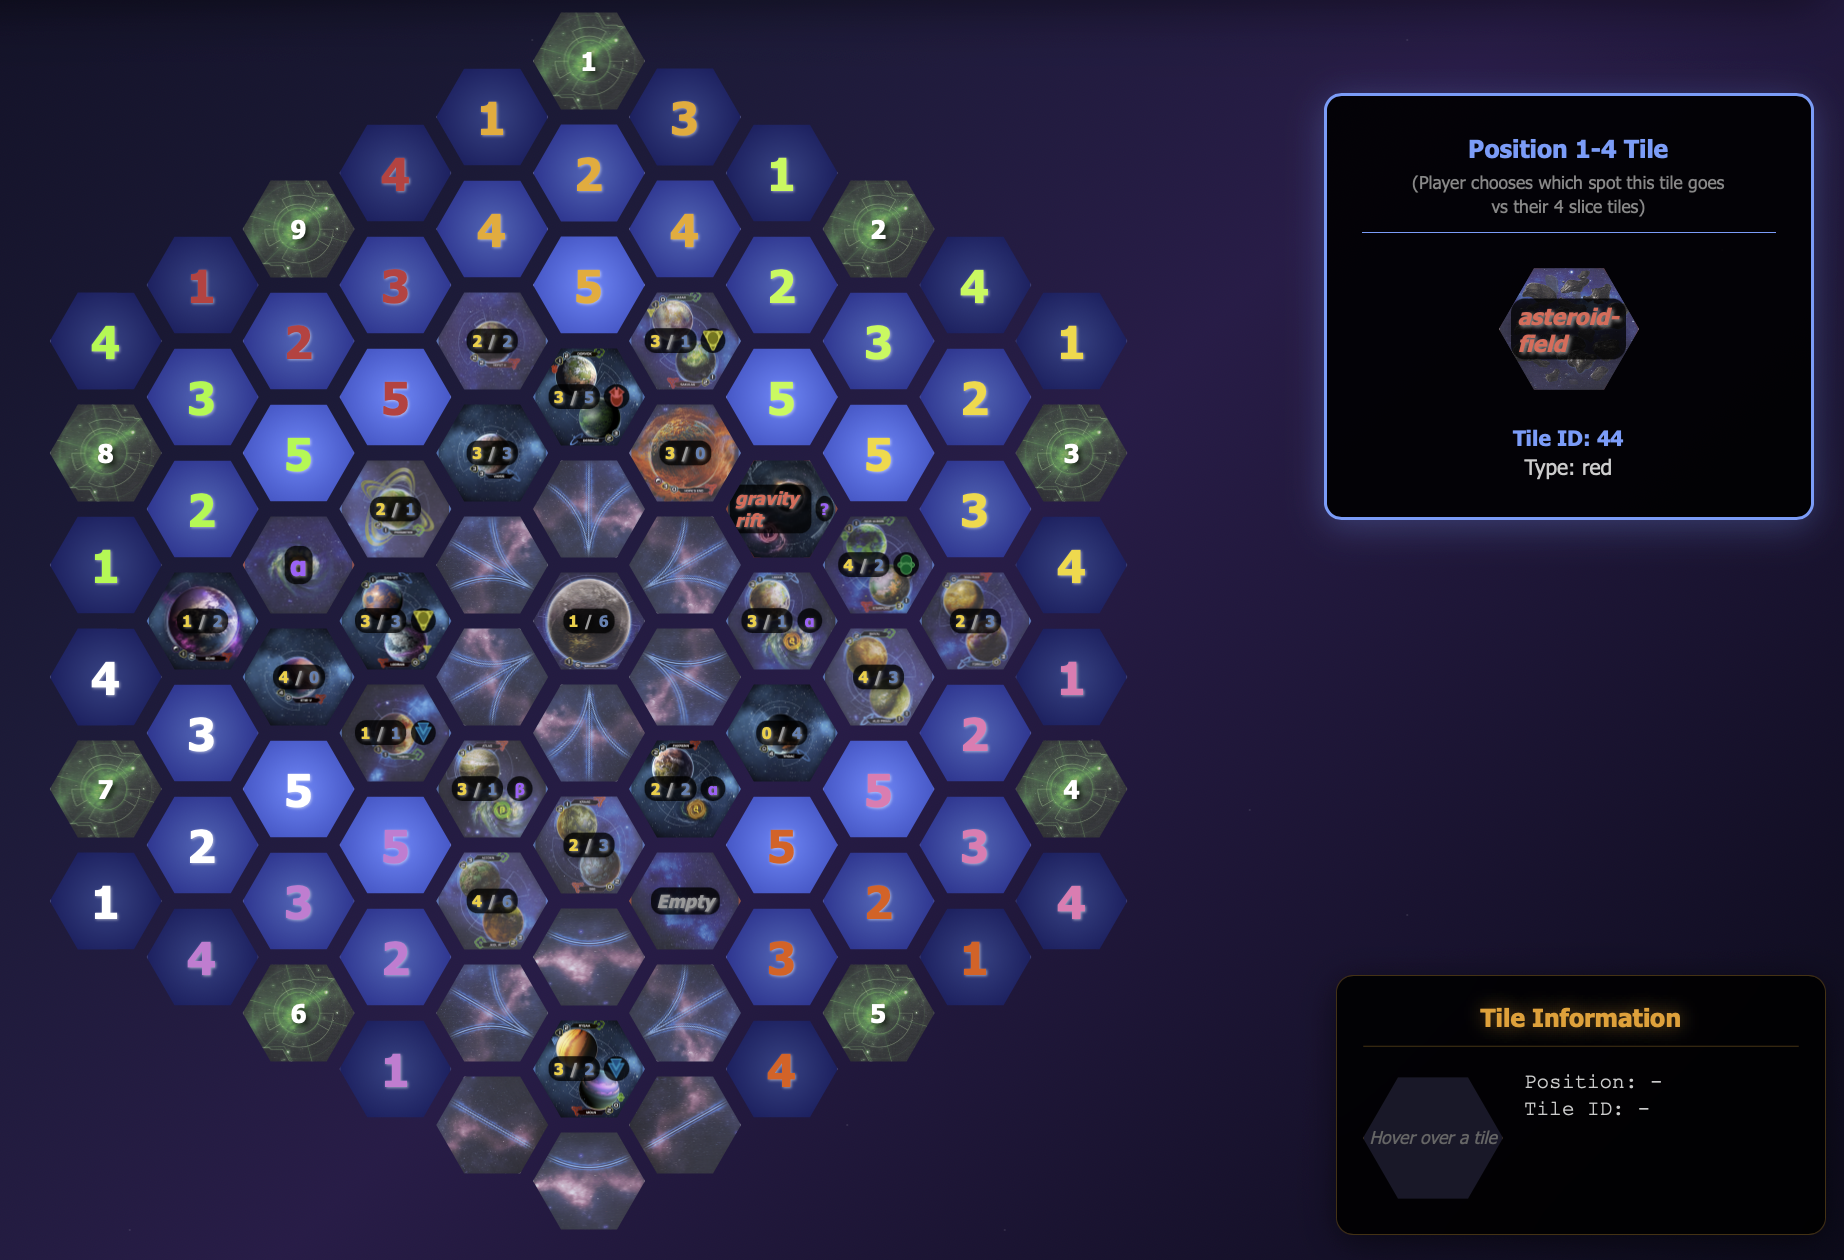 1
1 3
4 2 1
9 4 4 2
1 3 5 2 4
4 2 2 / 2 3 / 1 3 1
3 5 3 / 5 5 2
8 5 3 / 3 3 / 0 5 3
2 2 / 1 gravity ? 3
rift
1 α 4 / 2 4
1 / 2 3 / 3 1 / 6 3 / 1 α 2 / 3
4 4 / 0 4 / 3 1
3 1 / 1 0 / 4 2
7 5 3 / 1 β 2 / 2 α 5 4
2 5 2 / 3 5 3
1 3 4 / 6 Empty 2 4
4 2 3 1
6 5
1 3 / 2 4
Position 1-4 Tile
(Player chooses which spot this tile goes
vs their 4 slice tiles)
asteroid-
field
Tile ID: 44
Type: red
Tile Information
Position: -
Tile ID: -
Hover over a tile